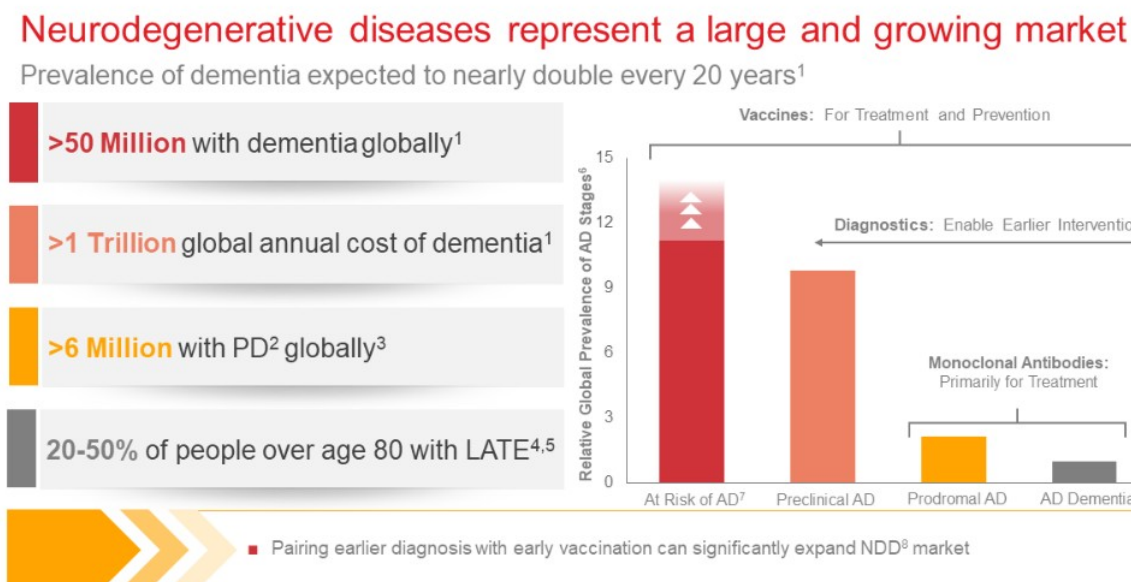 Neurodegenerative diseases represent a large and growing market
Prevalence of dementia expected to nearly double every 20 years¹
>50 Million with dementia globally¹
>1 Trillion global annual cost of dementia¹
>6 Million with PD² globally³
20-50% of people over age 80 with LATE⁴,⁵
Vaccines: For Treatment and Prevention
Relative Global Prevalence of AD Stages⁶
15
12
9
6
3
0
Diagnostics: Enable Earlier Interventio
Monoclonal Antibodies:
Primarily for Treatment
At Risk of AD⁷
Preclinical AD
Prodromal AD
AD Dementia
Pairing earlier diagnosis with early vaccination can significantly expand NDD⁸ market